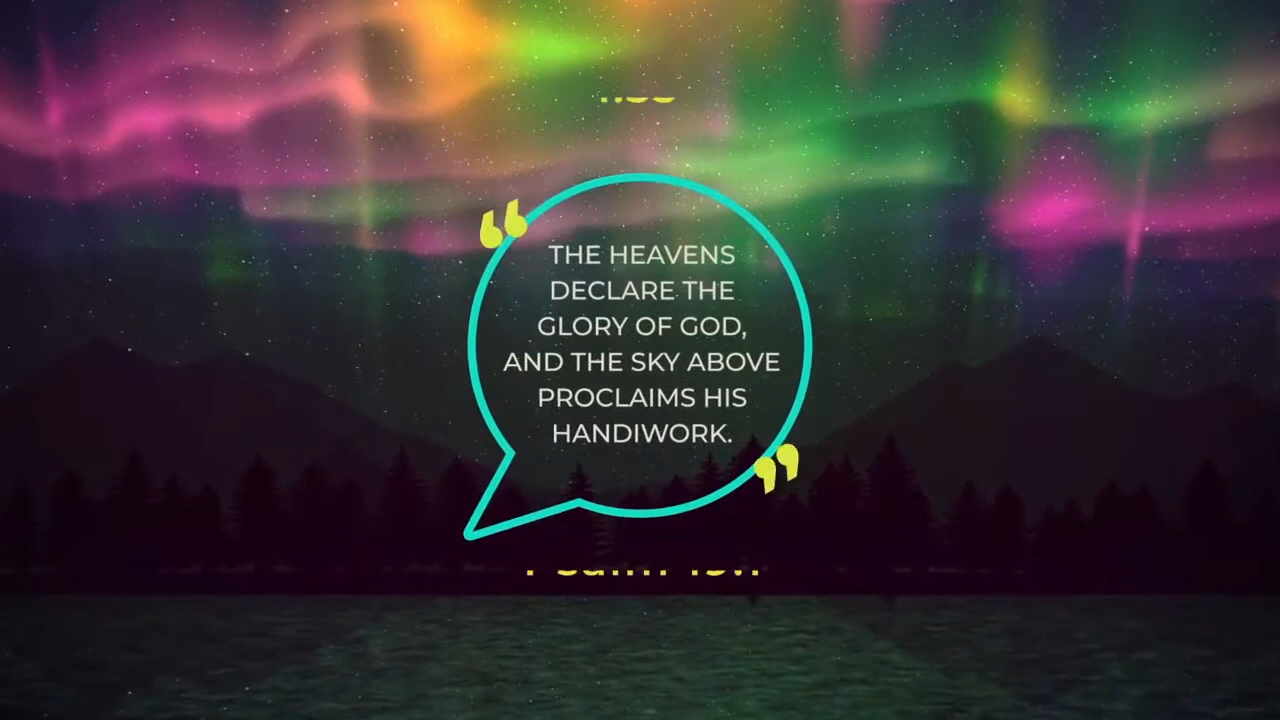 THE HEAVENS
DECLARE THE
GLORY OF GOD,
AND THE SKY ABOVE
PROCLAIMS HIS
HANDIWORK.